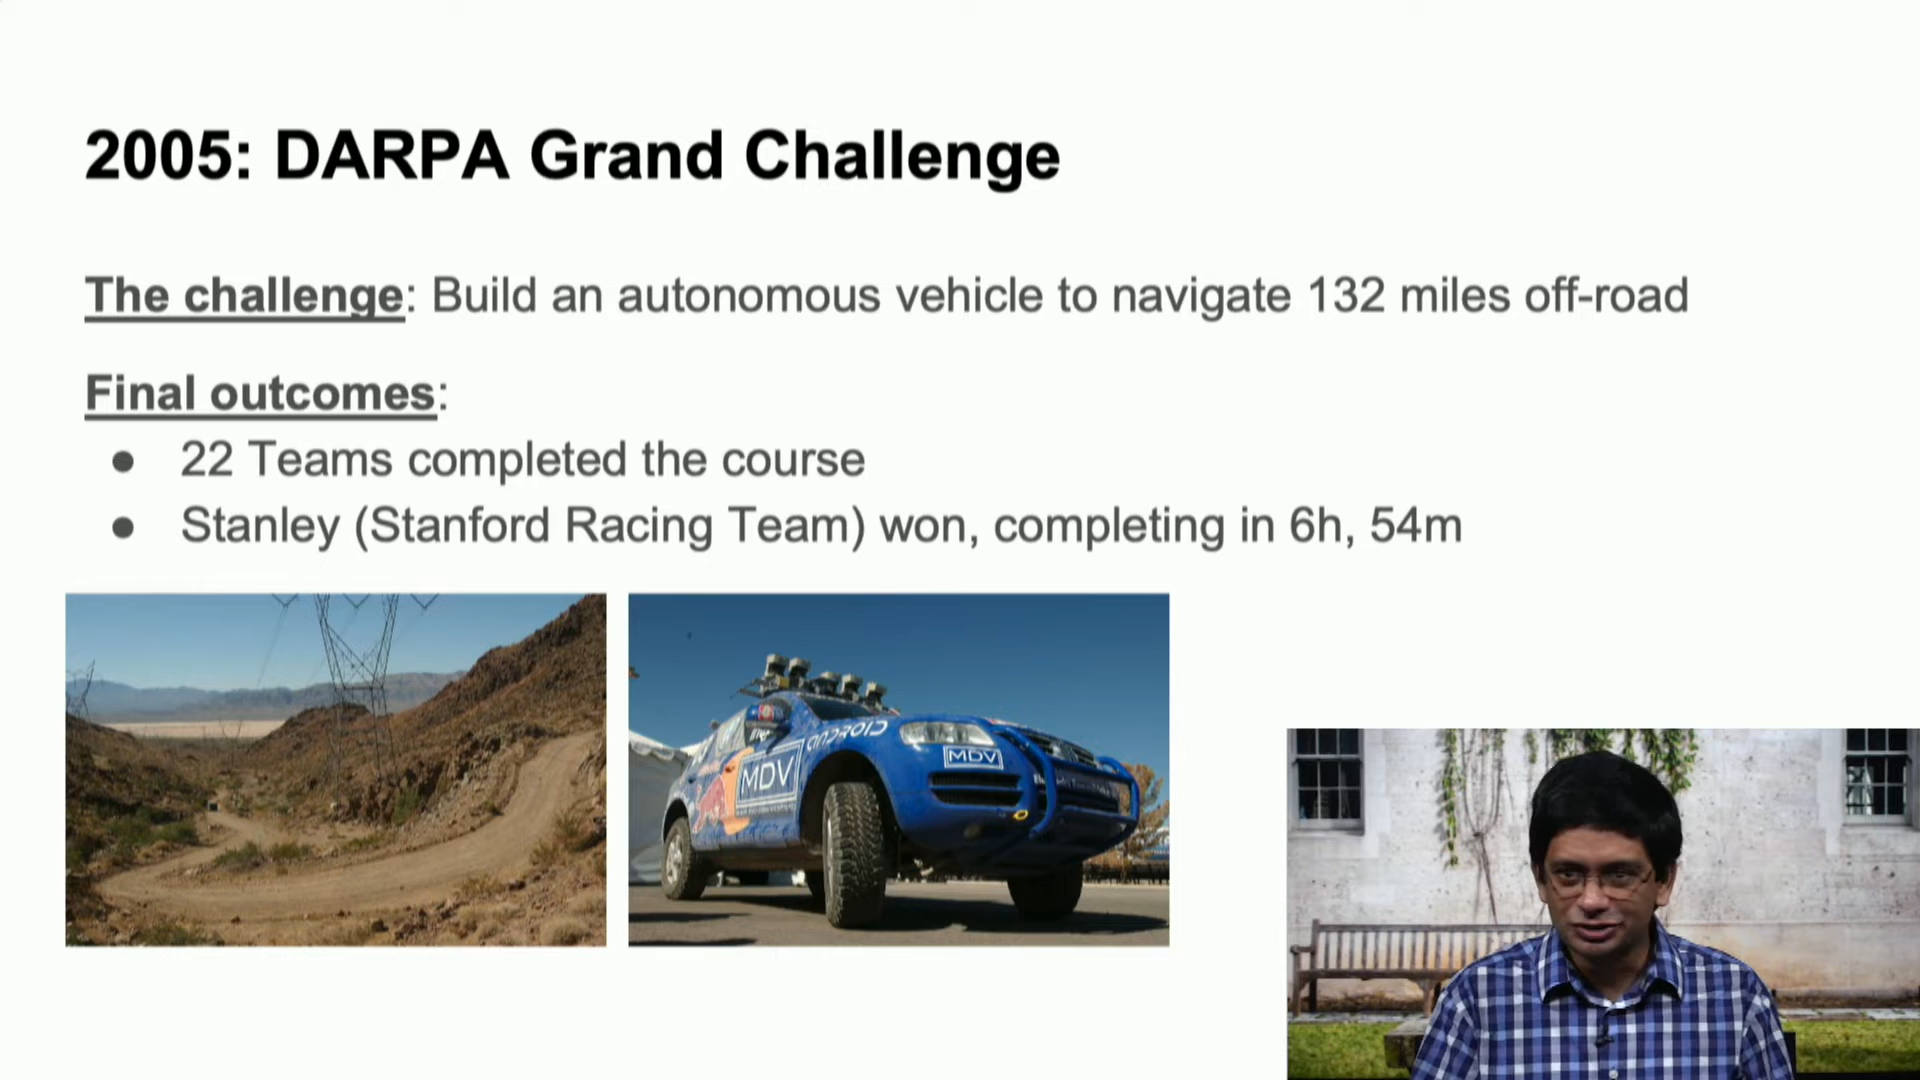 2005: DARPA Grand Challenge
The challenge: Build an autonomous vehicle to navigate 132 miles off-road
Final outcomes:
● 22 Teams completed the course
● Stanley (Stanford Racing Team) won, completing in 6h, 54m
ANDROID
MDV
MDV